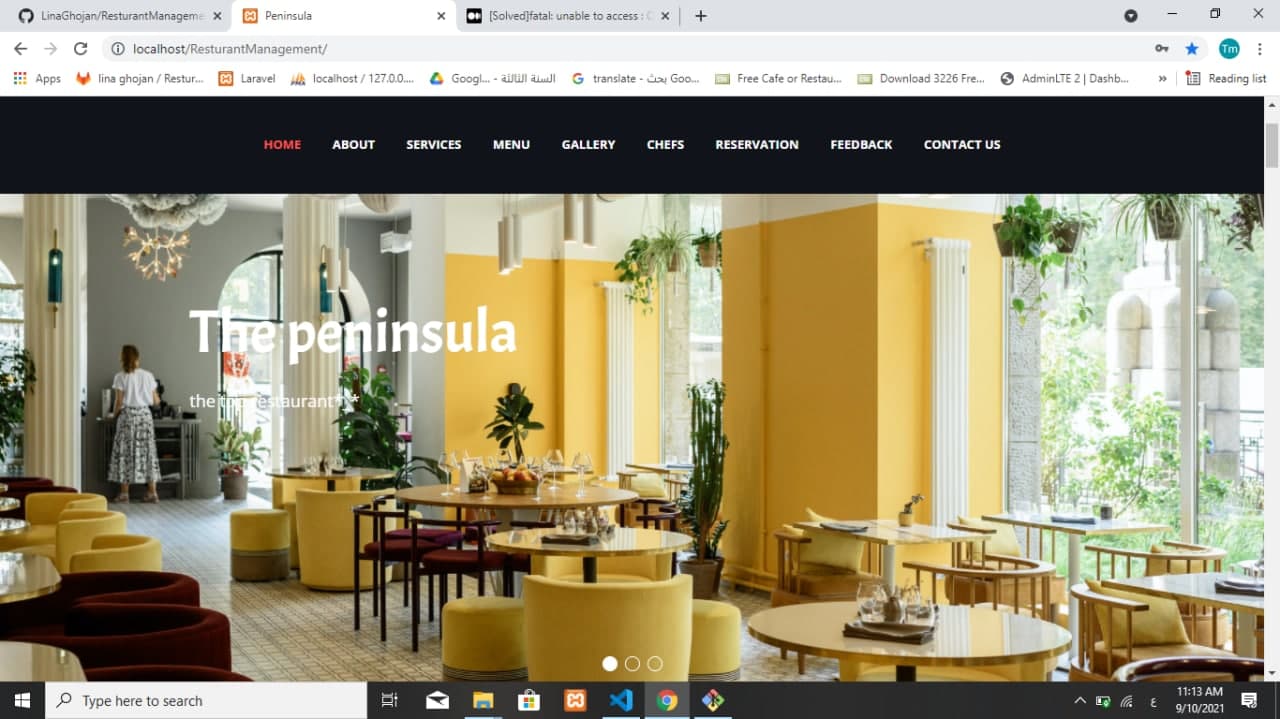 LinaGhojan/ResturantManageme
Peninsula
[Solved]fatal: unable to access :
localhost/ResturantManagement/
Tm
Apps
lina ghojan / Restur...
Laravel
localhost / 127.0.0....
السنة الثالثة - Googl...
translate - بحث Goo...
Free Cafe or Restau...
Download 3226 Fre...
AdminLTE 2 | Dashb...
»
Reading list
HOME
ABOUT
SERVICES
MENU
GALLERY
CHEFS
RESERVATION
FEEDBACK
CONTACT US
The peninsula
the top restaurant
Type here to search
ع
11:13 AM
9/10/2021